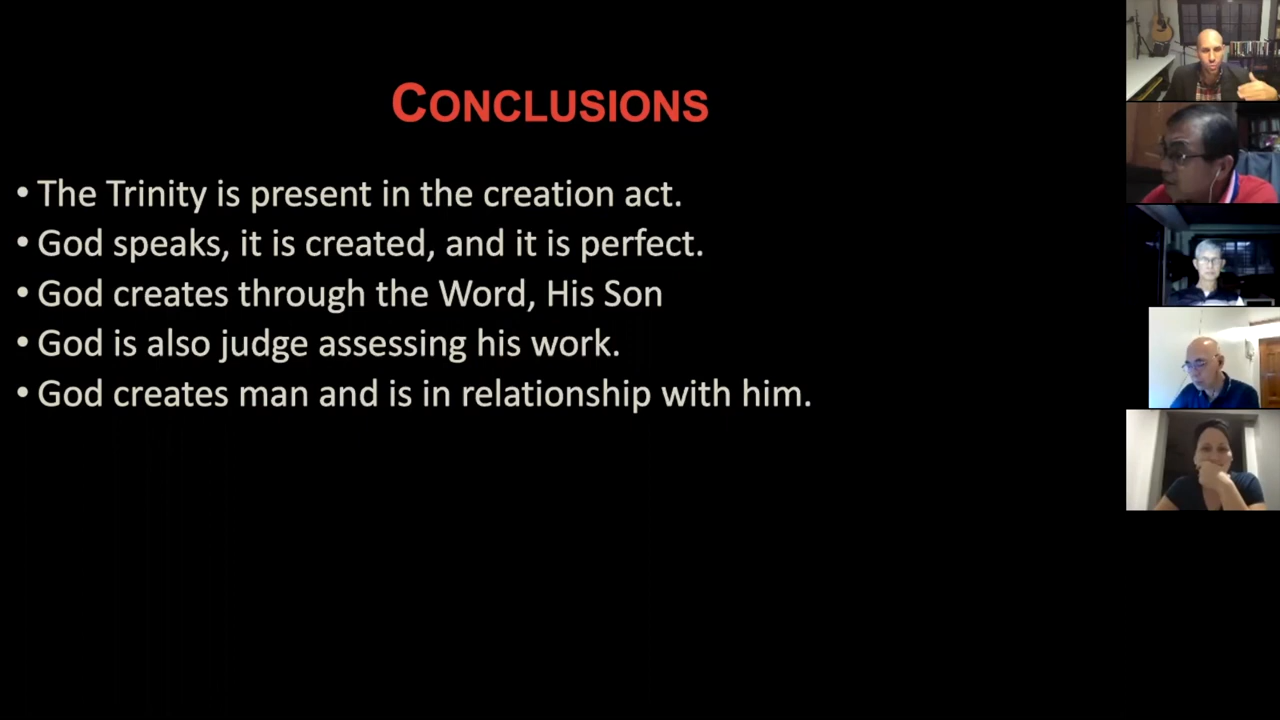 CONCLUSIONS
• The Trinity is present in the creation act.
• God speaks, it is created, and it is perfect.
• God creates through the Word, His Son
• God is also judge assessing his work.
• God creates man and is in relationship with him.